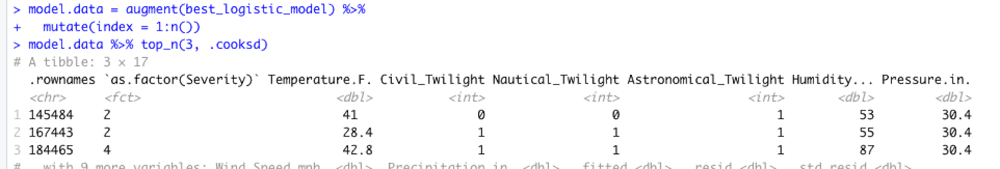 > model.data = augment(best_logistic_model) %>%
+   mutate(index = 1:n())
> model.data %>% top_n(3, .cooksd)
# A tibble: 3 × 17
  .rownames `as.factor(Severity)` Temperature.F. Civil_Twilight Nautical_Twilight Astronomical_Twilight Humidity... Pressure.in.
  <chr>     <fct>                          <dbl>          <int>             <int>                 <int>       <dbl>        <dbl>
1 145484    2                               41                0                 0                     1          53         30.4
2 167443    2                               28.4              1                 1                     1          55         30.4
3 184465    4                               42.8              1                 1                     1          87         30.4
# … with 9 more variables: Wind_Speed.mph. <dbl>, Precipitation.in. <dbl>, .fitted <dbl>, .resid <dbl>, .std.resid <dbl>,